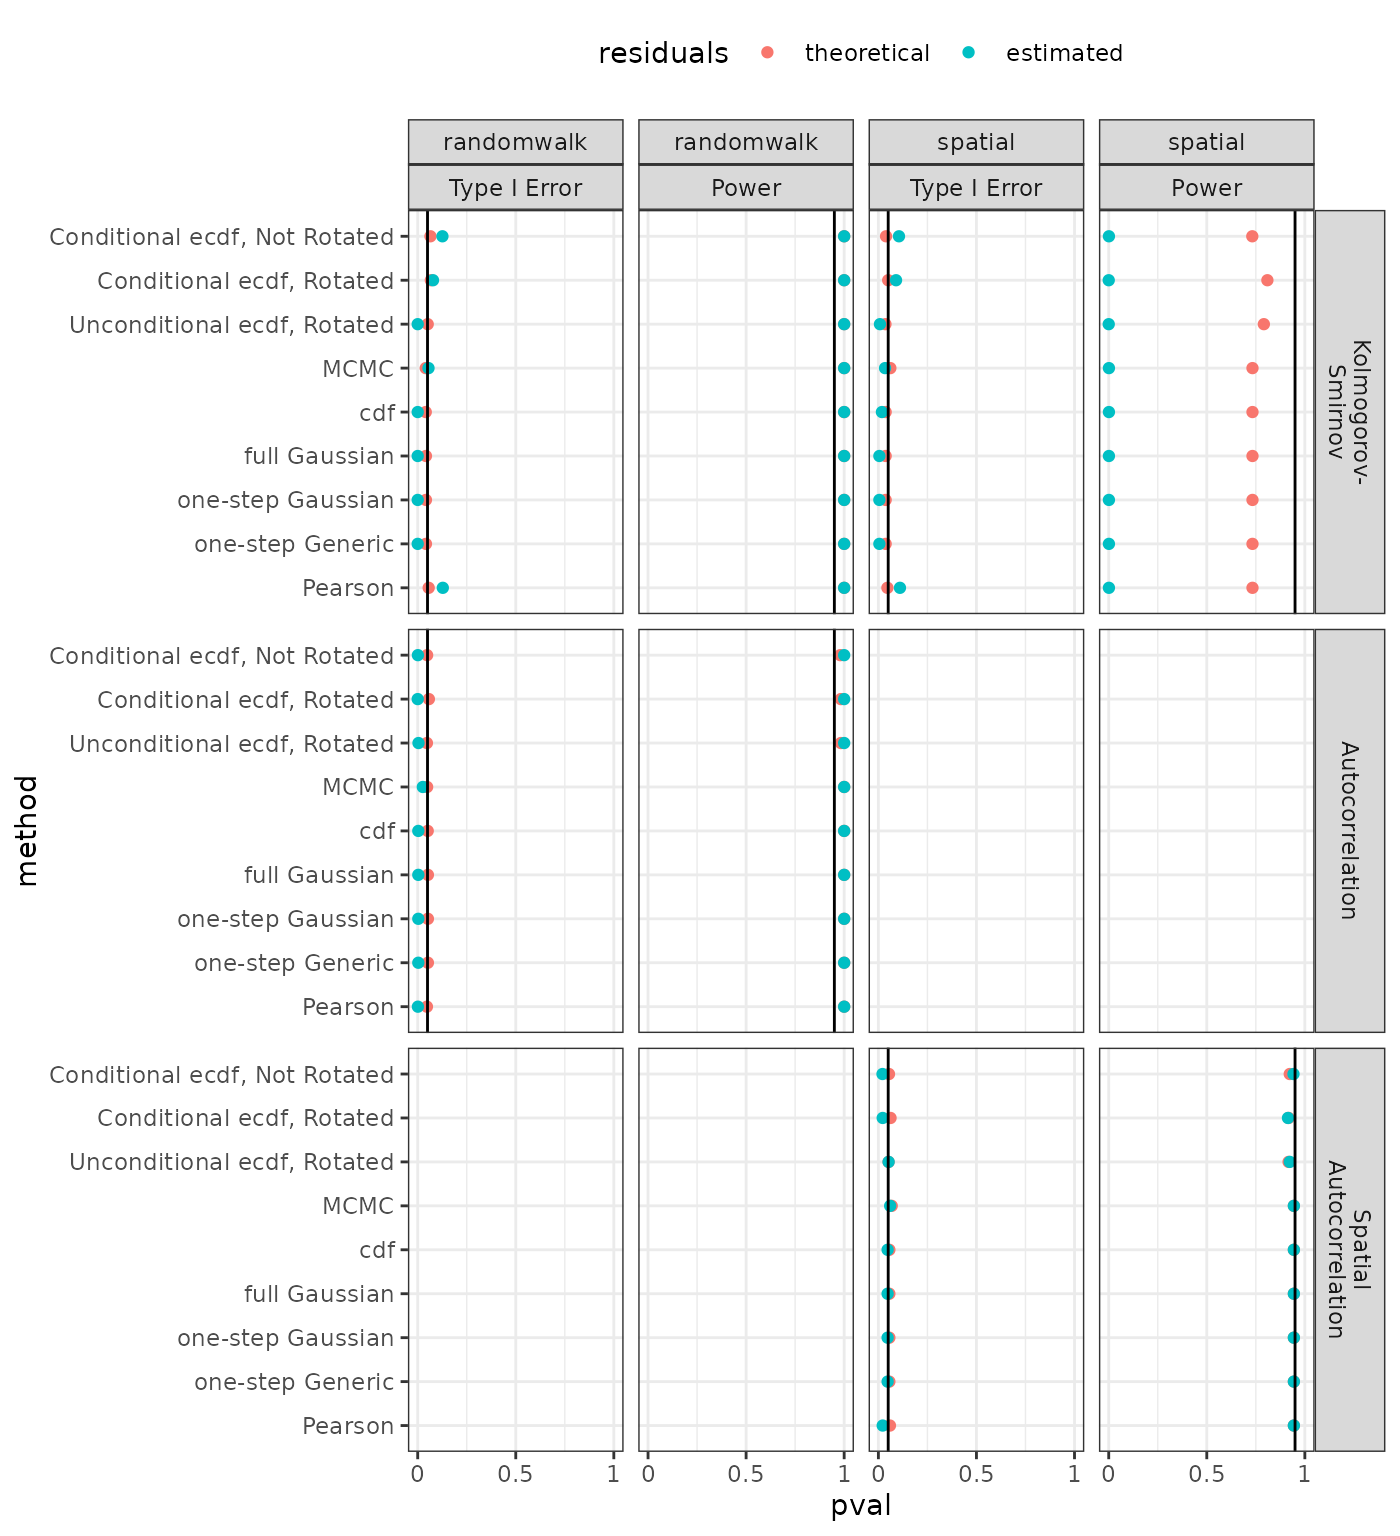 residuals theoretical estimated
randomwalk randomwalk spatial spatial
Type I Error Power Type I Error Power
Conditional ecdf, Not Rotated
Conditional ecdf, Rotated
Unconditional ecdf, Rotated
MCMC
cdf
full Gaussian
one-step Gaussian
one-step Generic
Pearson
Kolmogorov-
Smirnov
Conditional ecdf, Not Rotated
Conditional ecdf, Rotated
Unconditional ecdf, Rotated
MCMC
cdf
full Gaussian
one-step Gaussian
one-step Generic
Pearson
Autocorrelation
Conditional ecdf, Not Rotated
Conditional ecdf, Rotated
Unconditional ecdf, Rotated
MCMC
cdf
full Gaussian
one-step Gaussian
one-step Generic
Pearson
Spatial
Autocorrelation
method
0 0.5 1 0 0.5 1 0 0.5 1 0 0.5 1
pval